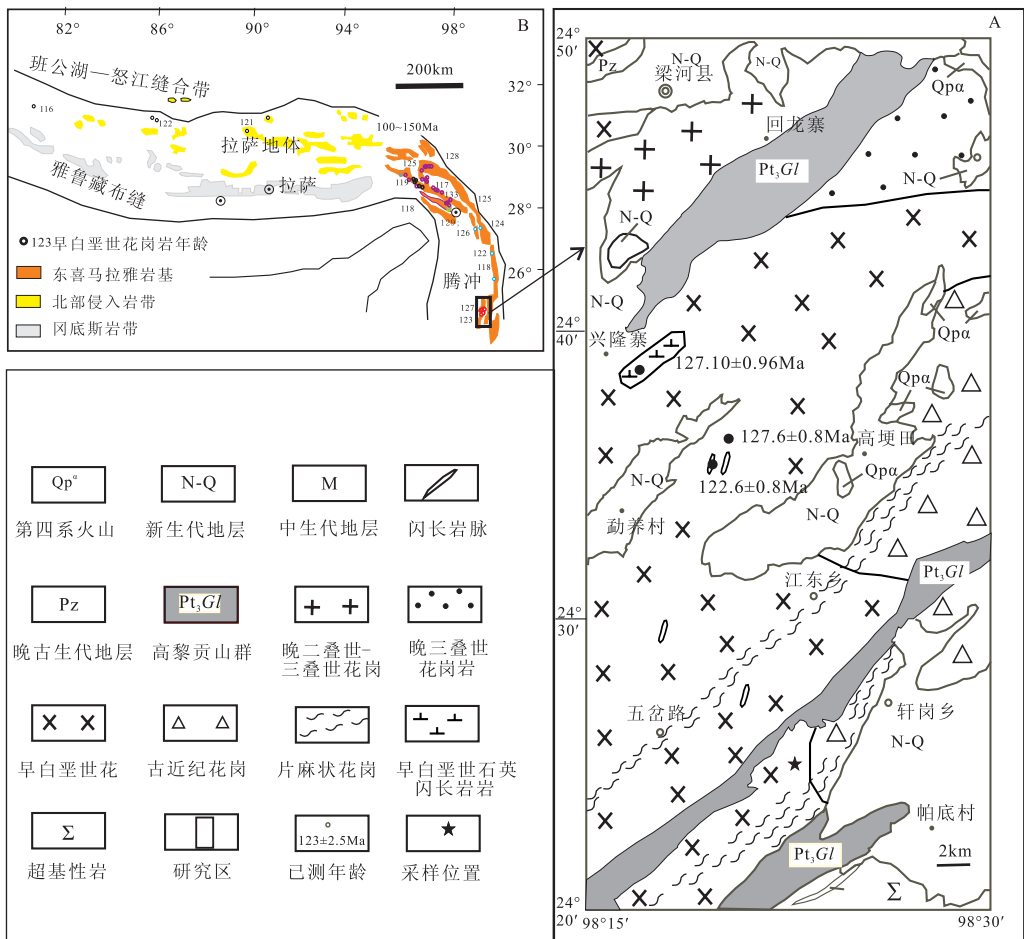 82°
86°
90°
94°
98°
B
班公湖—怒江缝合带
200km
32°
116
122
121
100~150Ma
30°
拉萨地体
125
128
119
117
133
拉萨
雅鲁藏布缝
118
125
28°
129
126
124
123早白垩世花岗岩年龄
122
东喜马拉雅岩基
118
26°
腾冲
北部侵入岩带
127
冈底斯岩带
123
A
24°
50′
Pz
N-Q
梁河县
N-Q
Qpα
回龙寨
Pt₃Gl
N-Q
N-Q
N-Q
24°
40′
兴隆寨
Qpα
127.10±0.96Ma
Qpα
127.6±0.8Ma
高埂田
N-Q
Qpα
122.6±0.8Ma
N-Q
勐养村
江东乡
Pt₃Gl
24°
30′
五岔路
轩岗乡
N-Q
帕底村
Pt₃Gl
2km
Σ
24°
20′
98°15′
98°30′
Qpα
N-Q
M
第四系火山
新生代地层
中生代地层
闪长岩脉
Pz
Pt₃Gl
晚古生代地层
高黎贡山群
晚二叠世–
三叠世花岗
晚三叠世
花岗岩
早白垩世花
古近纪花岗
片麻状花岗
早白垩世石英
闪长岩岩
Σ
123±2.5Ma
超基性岩
研究区
已测年龄
采样位置